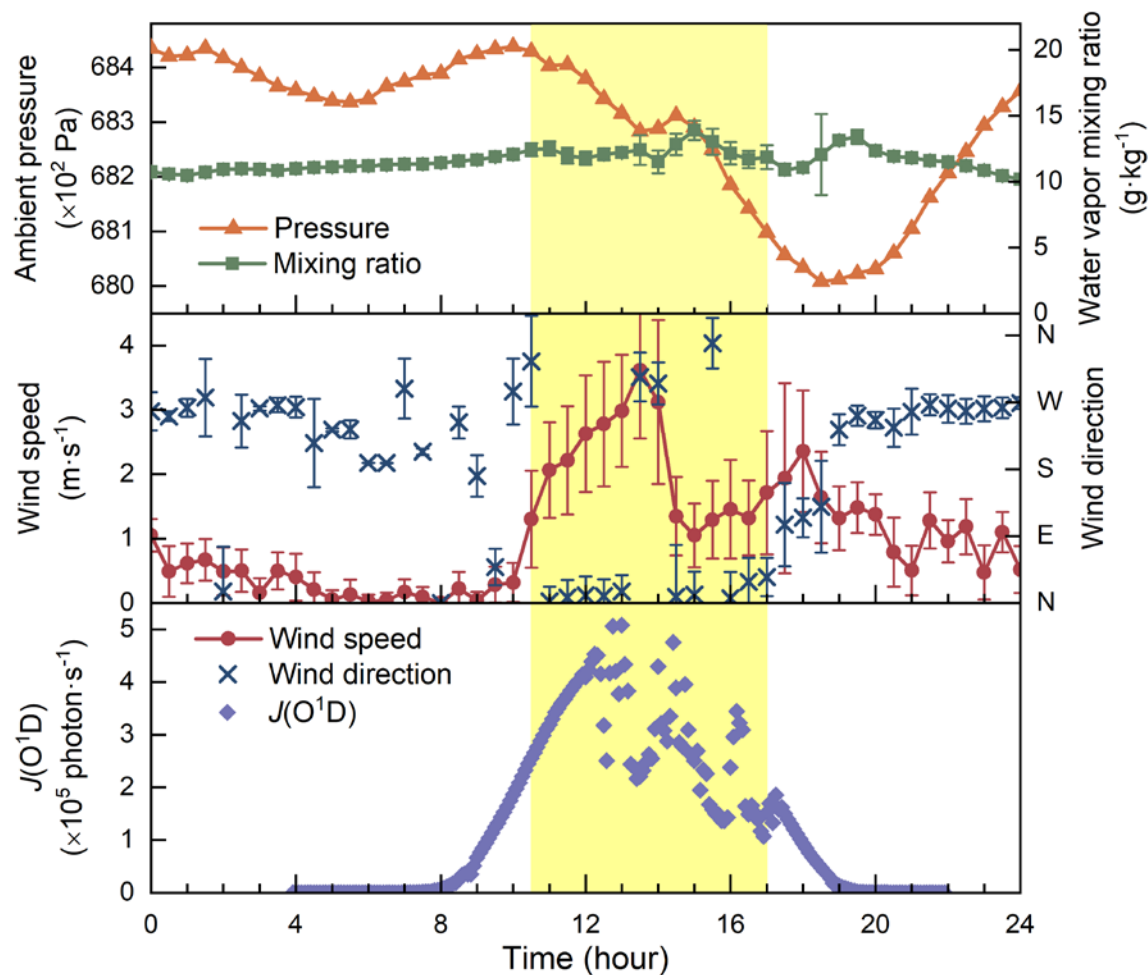 Ambient pressure
(×10² Pa)
684
683
682
681
680
Pressure
Mixing ratio
20
15
10
5
0
Water vapor mixing ratio
(g·kg⁻¹)
Wind speed
(m·s⁻¹)
4
3
2
1
0
N
W
S
E
N
Wind direction
J(O¹D)
(×10⁵ photon·s⁻¹)
5
4
3
2
1
0
Wind speed
Wind direction
J(O¹D)
0 4 8 12 16 20 24
Time (hour)